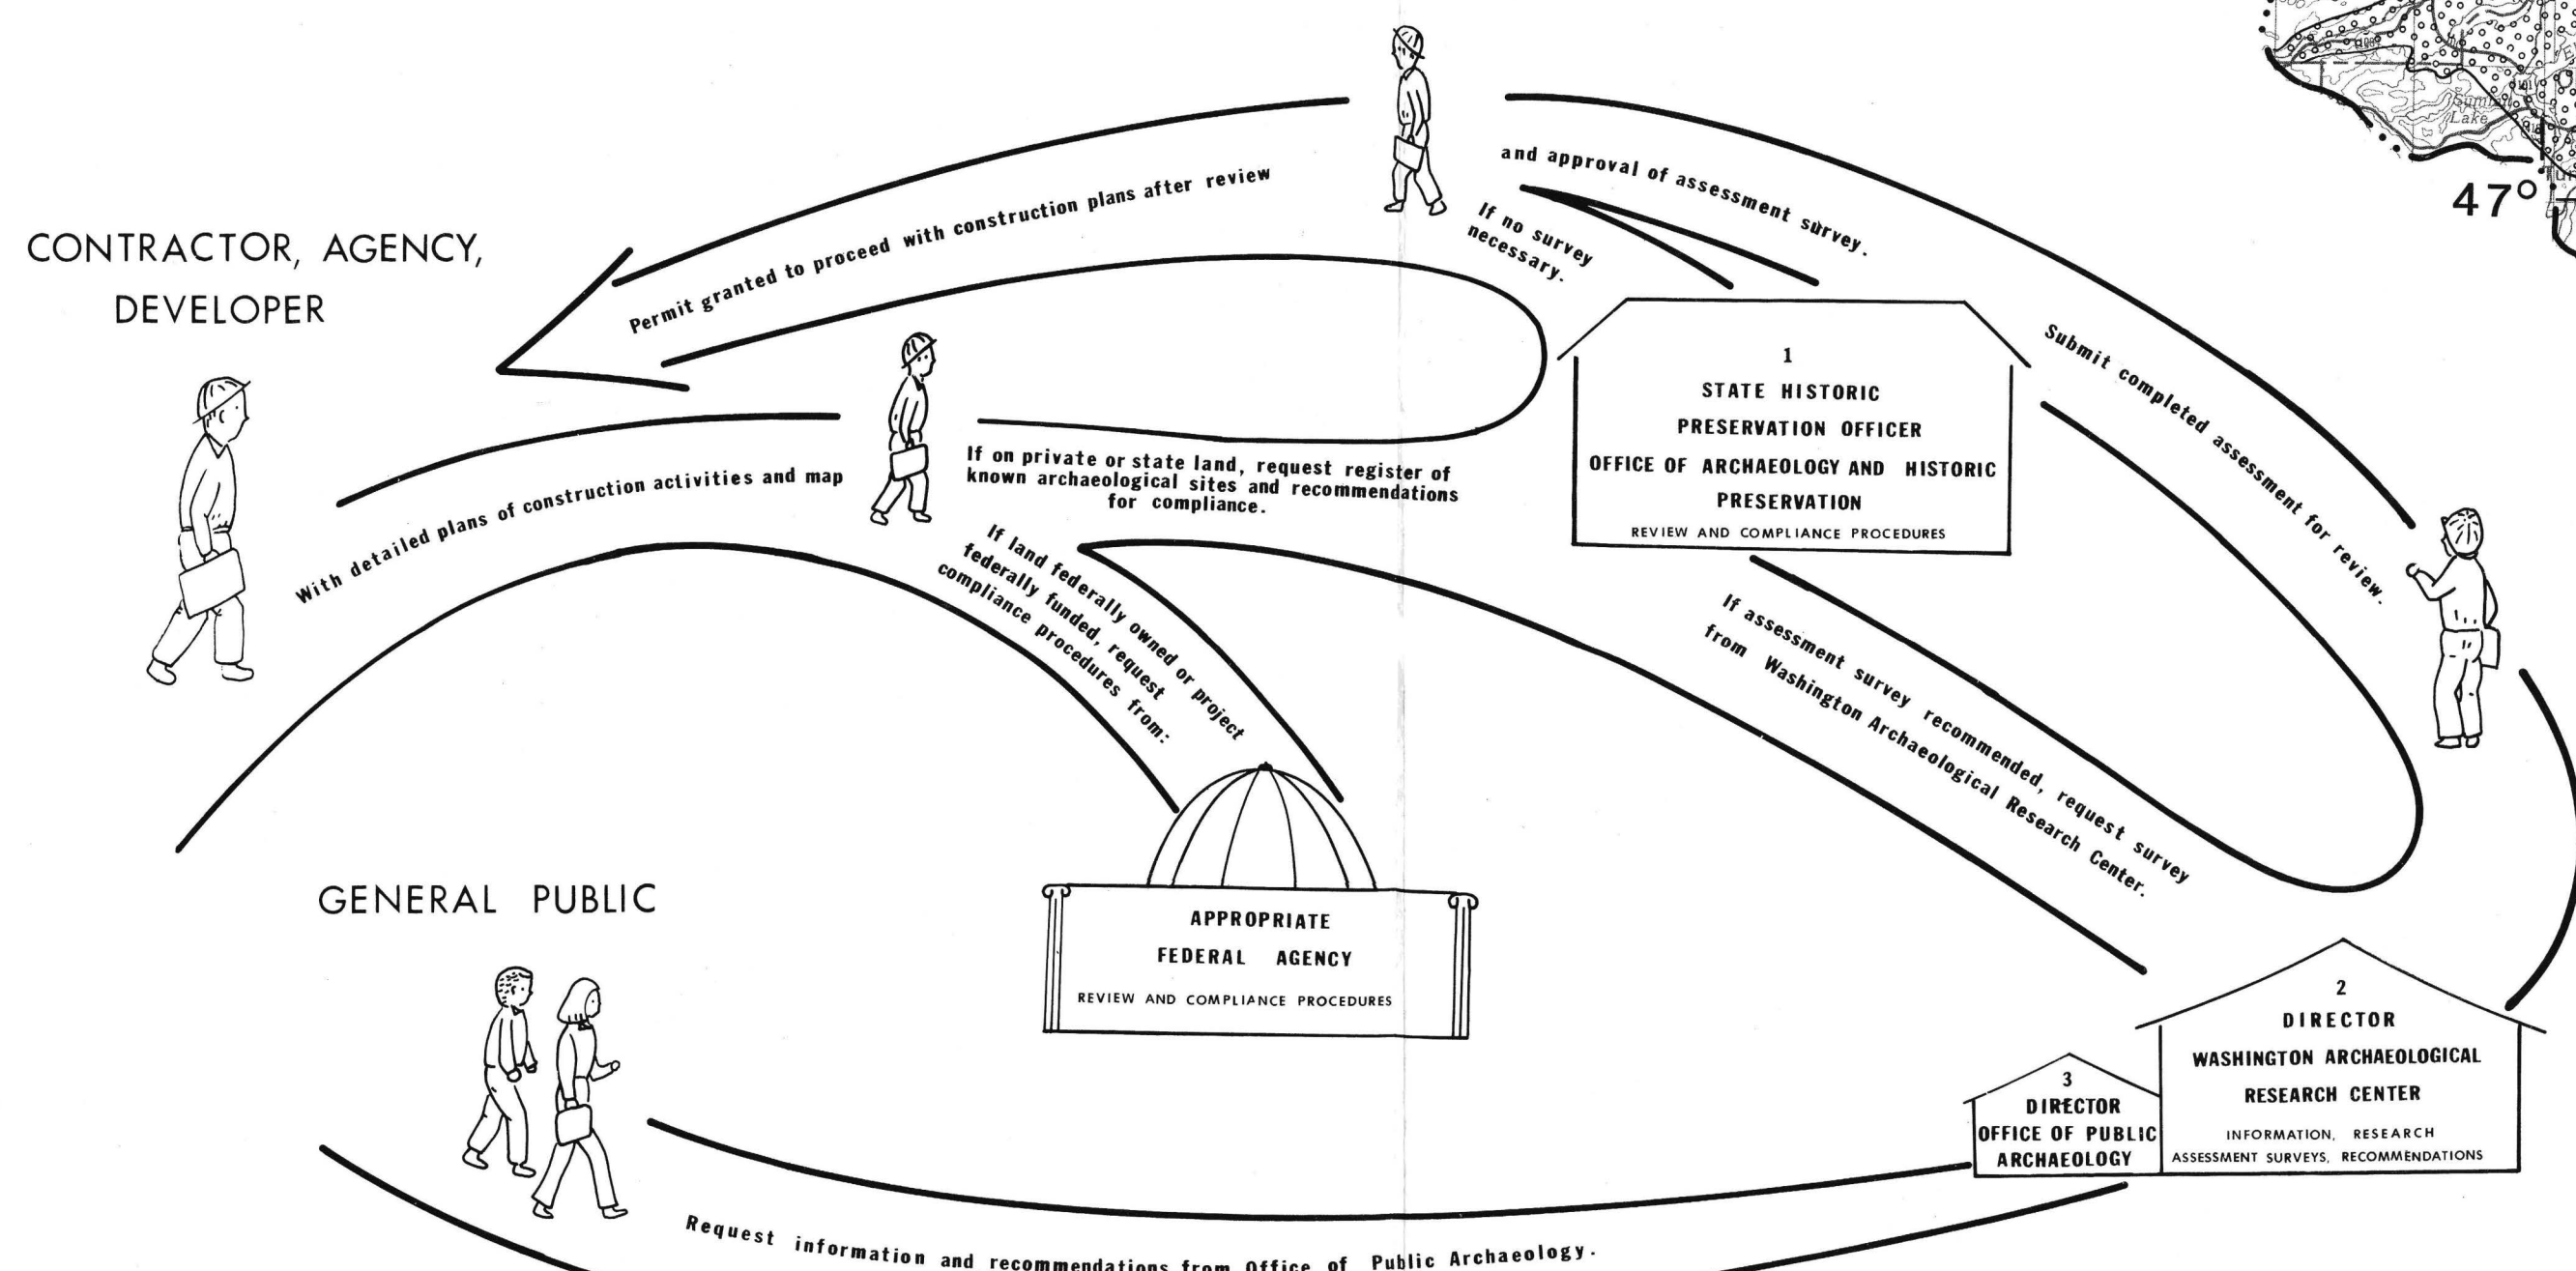 CONTRACTOR, AGENCY,
DEVELOPER
With detailed plans of construction activities and map
If on private or state land, request register of
known archaeological sites and recommendations
for compliance.
If land federally owned or project
federally funded, request
compliance procedures from:
APPROPRIATE
FEDERAL AGENCY
REVIEW AND COMPLIANCE PROCEDURES
1
STATE HISTORIC
PRESERVATION OFFICER
OFFICE OF ARCHAEOLOGY AND HISTORIC
PRESERVATION
REVIEW AND COMPLIANCE PROCEDURES
If no survey
necessary.
If assessment survey recommended, request survey
from Washington Archaeological Research Center.
2
DIRECTOR
WASHINGTON ARCHAEOLOGICAL
RESEARCH CENTER
INFORMATION, RESEARCH
ASSESSMENT SURVEYS, RECOMMENDATIONS
3
DIRECTOR
OFFICE OF PUBLIC
ARCHAEOLOGY
Submit completed assessment for review.
Permit granted to proceed with construction plans after review
and approval of assessment survey.
GENERAL PUBLIC
Request information and recommendations from Office of Public Archaeology.
Lake
47°